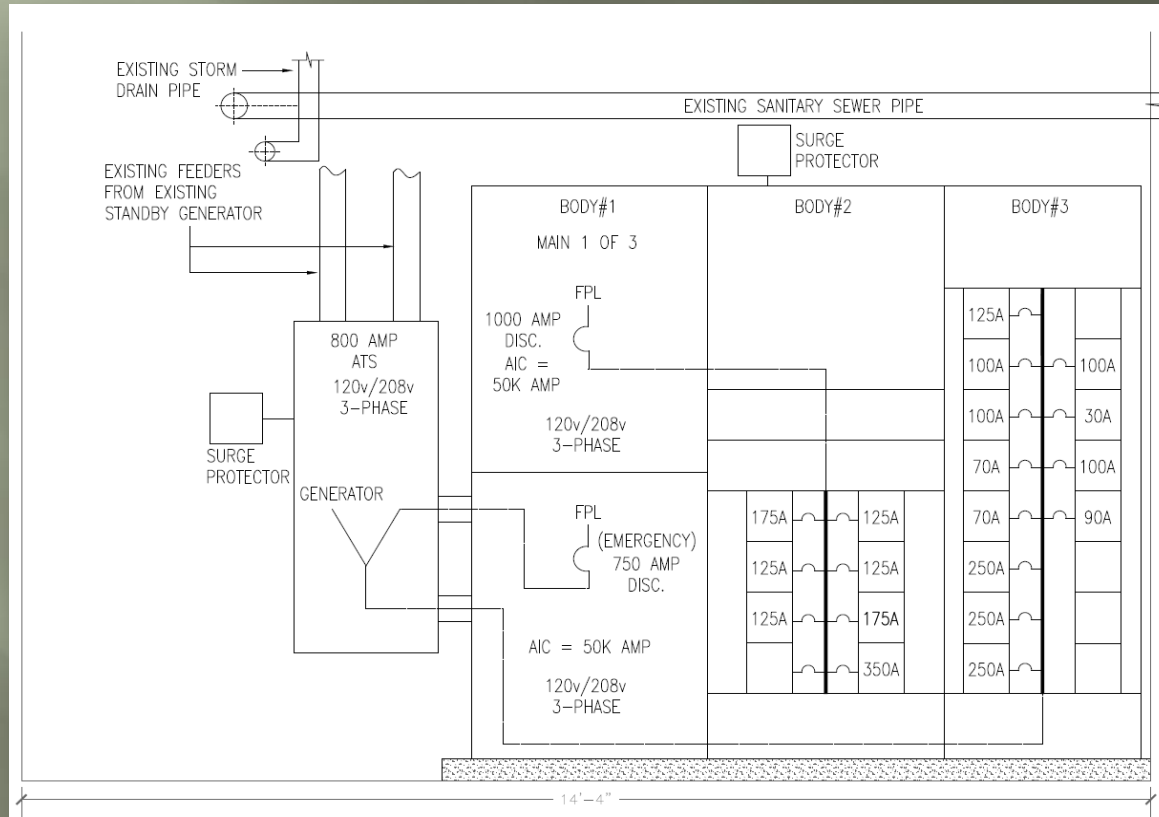 EXISTING STORM
DRAIN PIPE
EXISTING SANITARY SEWER PIPE
SURGE
PROTECTOR
EXISTING FEEDERS
FROM EXISTING
STANDBY GENERATOR
BODY#1
BODY#2
BODY#3
MAIN 1 OF 3
FPL
1000 AMP
DISC.
AIC =
50K AMP
120v/208v
3-PHASE
800 AMP
ATS
120v/208v
3-PHASE
SURGE
PROTECTOR
GENERATOR
FPL
(EMERGENCY)
750 AMP
DISC.
AIC = 50K AMP
120v/208v
3-PHASE
175A 125A
125A 125A
125A 175A
350A
125A
100A 100A
100A 30A
70A 100A
70A 90A
250A
250A
250A
14'-4"